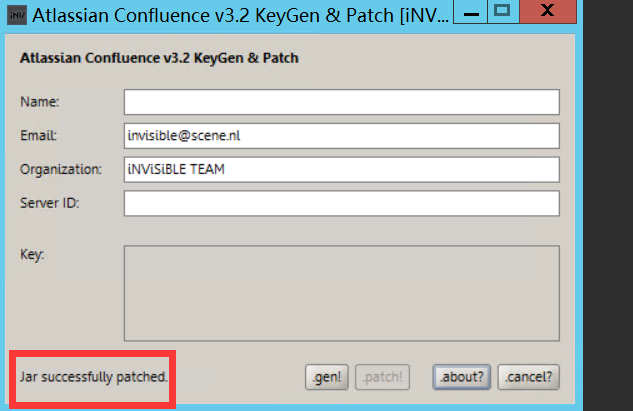 iNV Atlassian Confluence v3.2 KeyGen & Patch [iNV... X
Atlassian Confluence v3.2 KeyGen & Patch
Name:
Email: invisible@scene.nl
Organization: iNViSiBLE TEAM
Server ID:
Key:
Jar successfully patched. .gen! .patch! .about? .cancel?